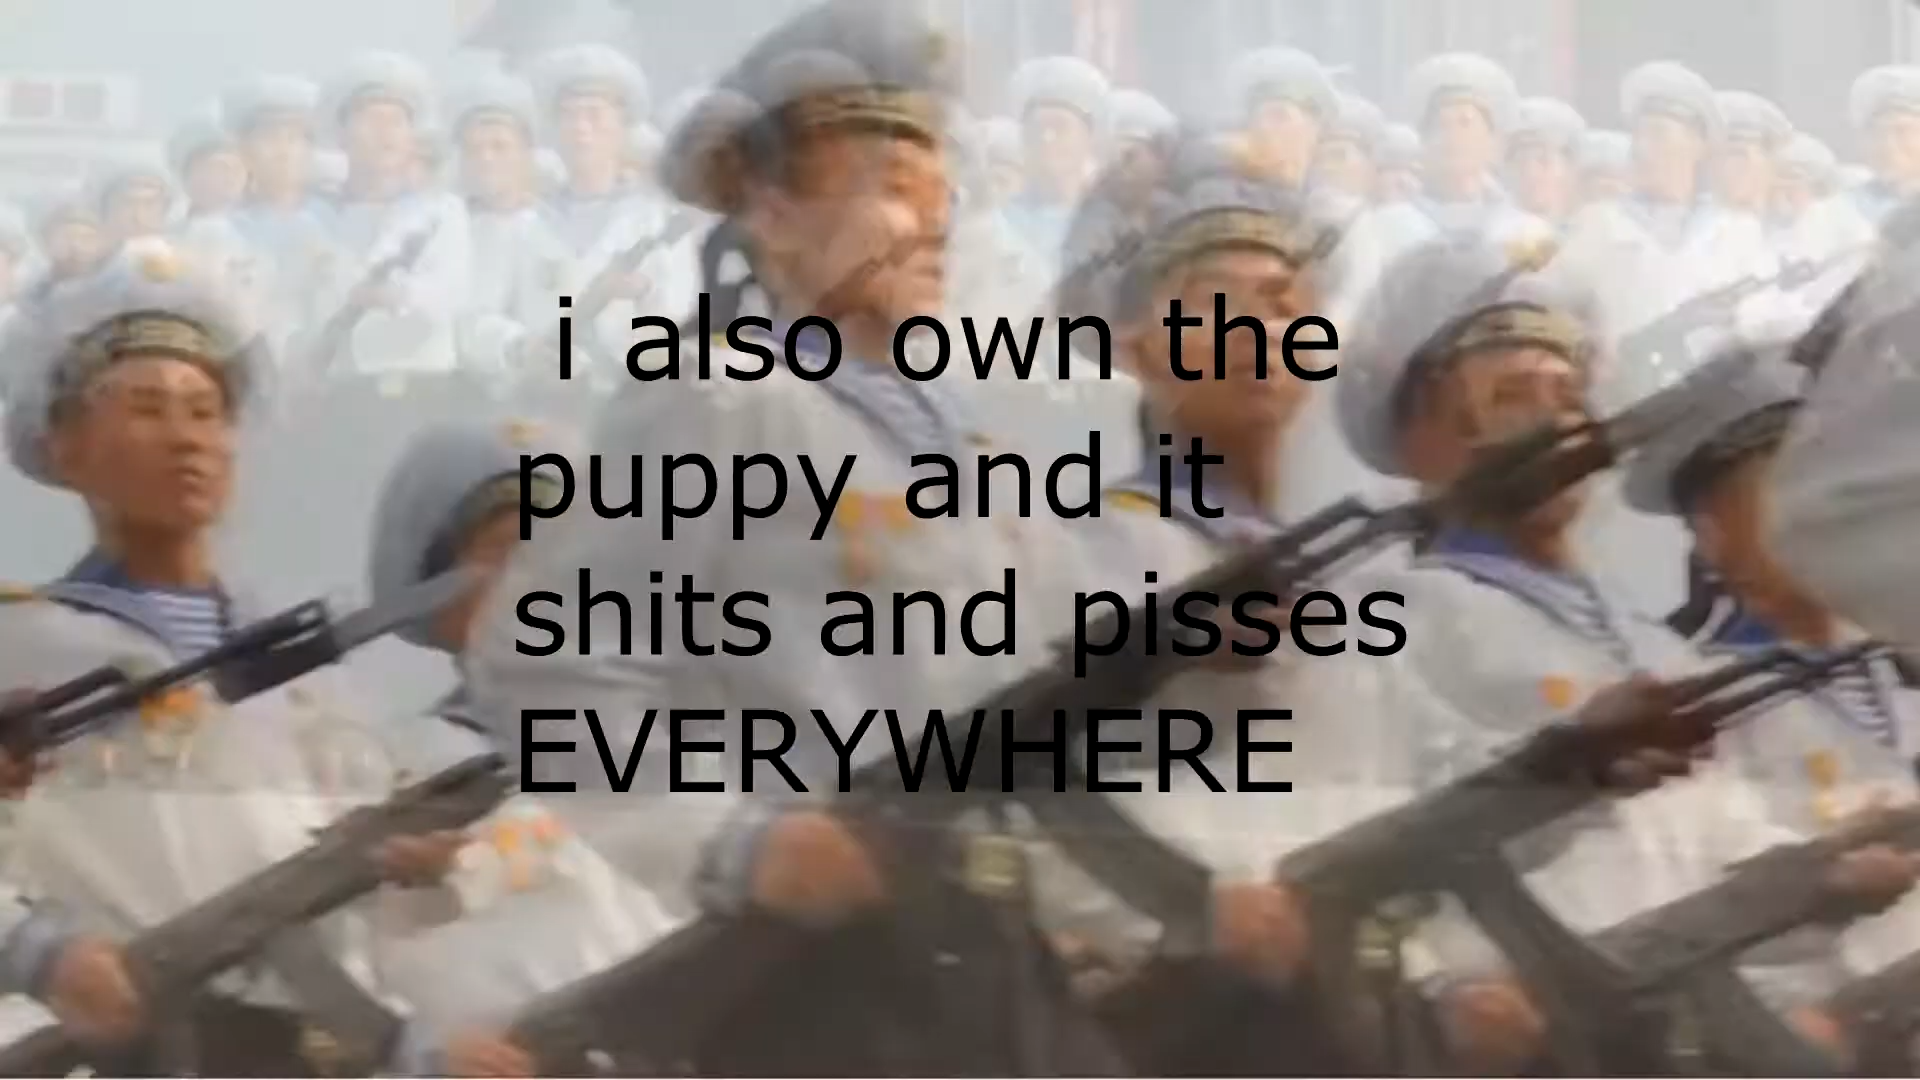 i also own the
puppy and it
shits and pisses
EVERYWHERE